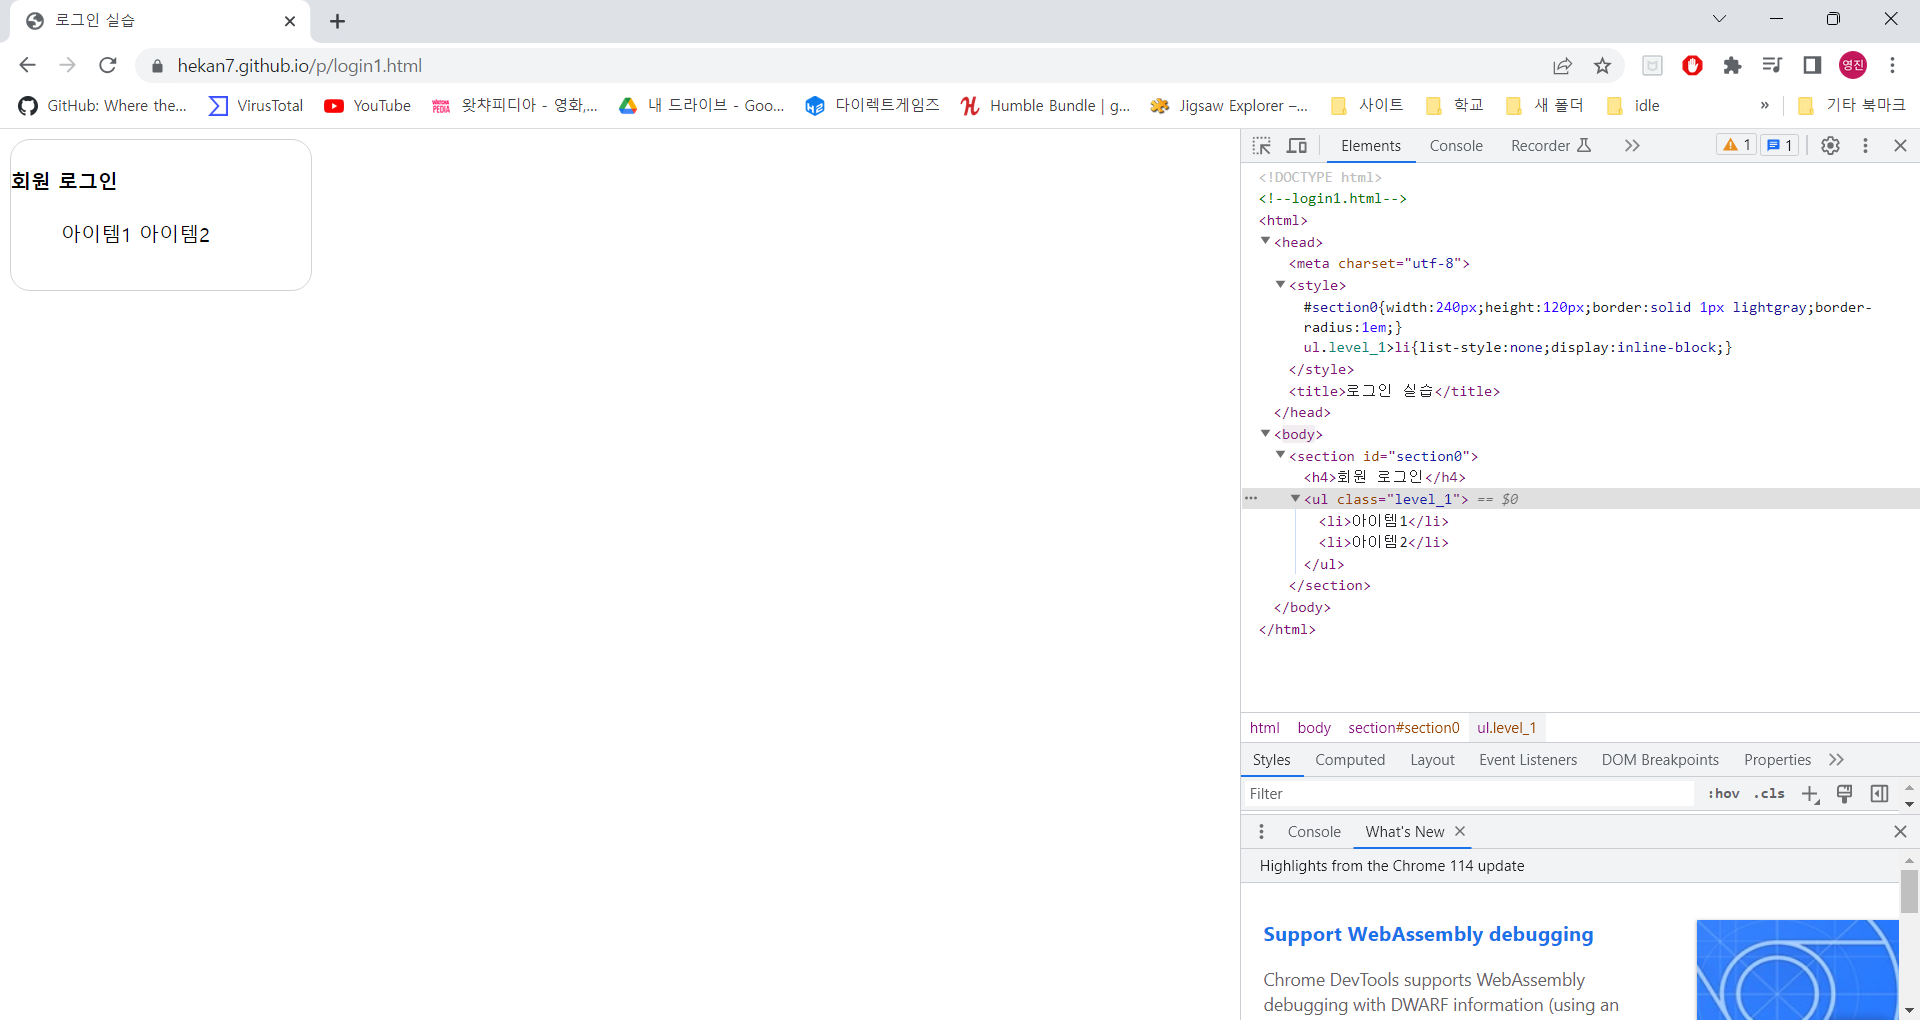 로그인 실습
hekan7.github.io/p/login1.html
영진
GitHub: Where the...
VirusTotal
YouTube
WATCHA PEDIA
왓챠피디아 - 영화,...
내 드라이브 - Goo...
다이렉트게임즈
Humble Bundle | g...
Jigsaw Explorer –...
사이트
학교
새 폴더
idle
»
기타 북마크
회원 로그인
아이템1 아이템2
Elements
Console
Recorder
1
1
<!DOCTYPE html>
<!--login1.html-->
<html>
<head>
<meta charset="utf-8">
<style>
#section0{width:240px;height:120px;border:solid 1px lightgray;border-
radius:1em;}
ul.level_1>li{list-style:none;display:inline-block;}
</style>
<title>로그인 실습</title>
</head>
<body>
<section id="section0">
<h4>회원 로그인</h4>
<ul class="level_1"> == $0
<li>아이템1</li>
<li>아이템2</li>
</ul>
</section>
</body>
</html>
html body section#section0 ul.level_1
Styles Computed Layout Event Listeners DOM Breakpoints Properties
Filter
:hov .cls
Console What's New
Highlights from the Chrome 114 update
Support WebAssembly debugging
Chrome DevTools supports WebAssembly
debugging with DWARF information (using an